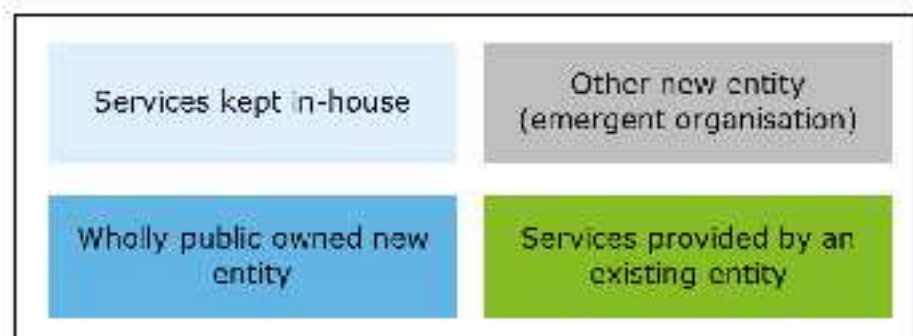 Services kept in-house
Other new entity
(emergent organisation)
Wholly public owned new
entity
Services provided by an
existing entity